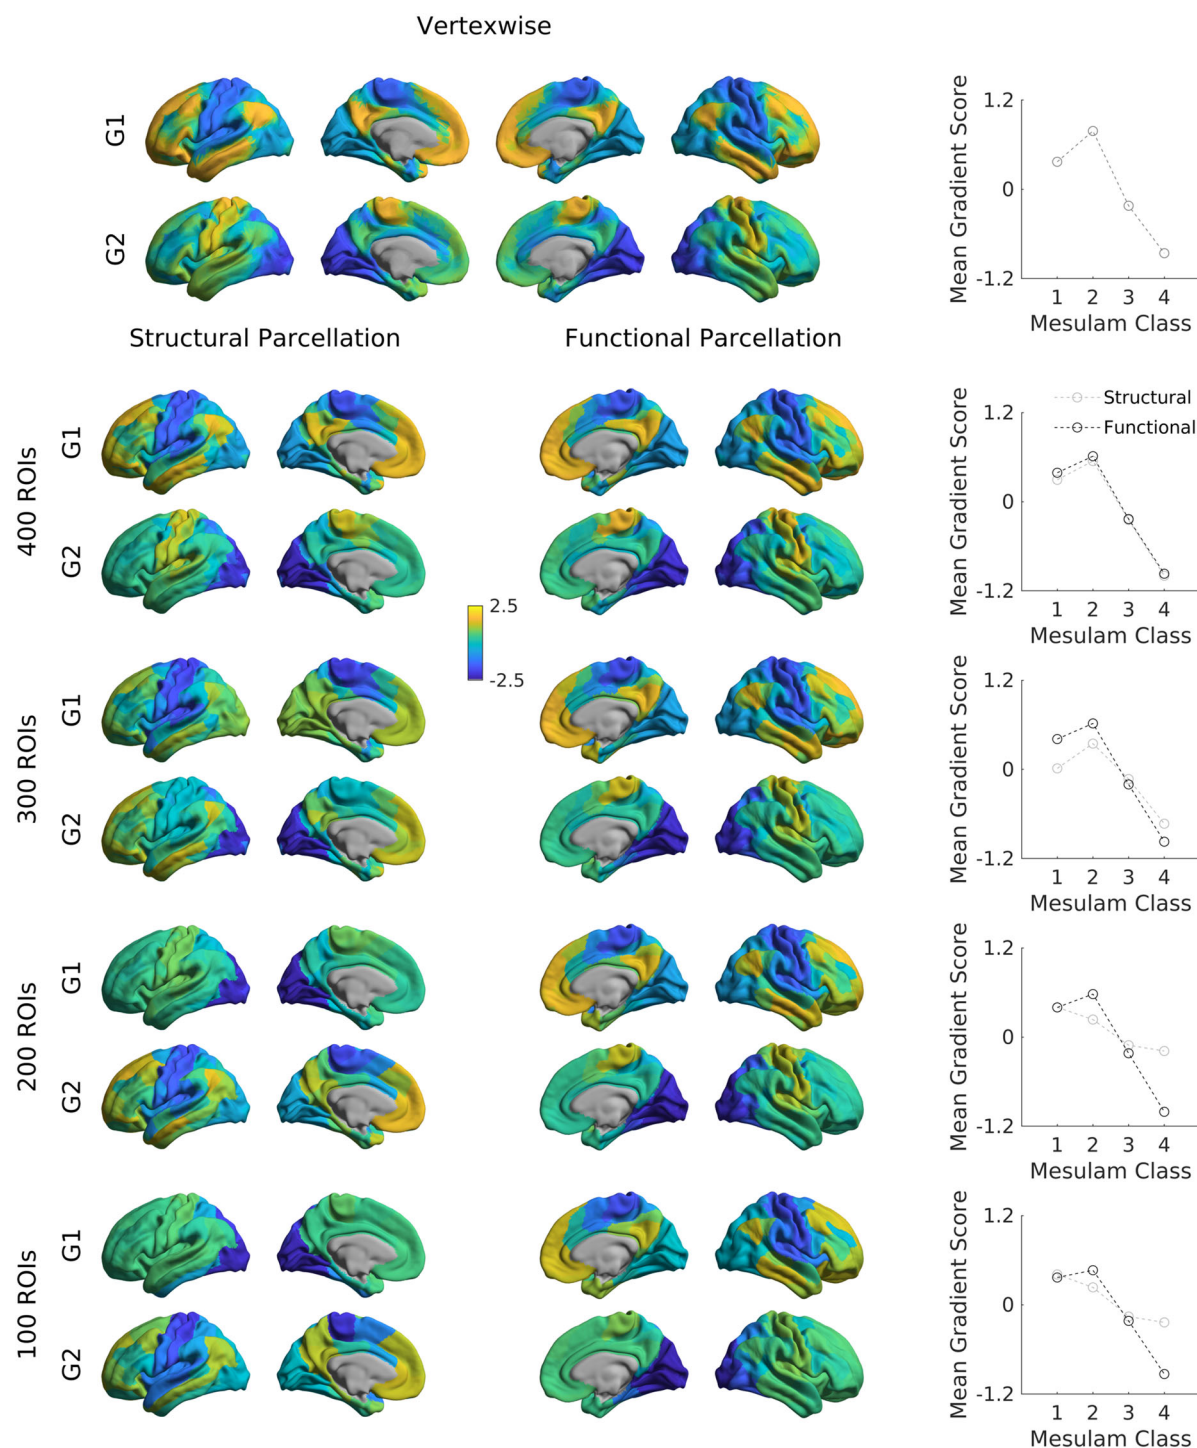 Vertexwise
G1
G2
Mean Gradient Score
1.2
0
-1.2
1 2 3 4
Mesulam Class
Structural Parcellation
Functional Parcellation
400 ROIs
G1
G2
2.5
-2.5
Structural
Functional
Mean Gradient Score
1.2
0
-1.2
1 2 3 4
Mesulam Class
300 ROIs
G1
G2
Mean Gradient Score
1.2
0
-1.2
1 2 3 4
Mesulam Class
200 ROIs
G1
G2
Mean Gradient Score
1.2
0
-1.2
1 2 3 4
Mesulam Class
100 ROIs
G1
G2
Mean Gradient Score
1.2
0
-1.2
1 2 3 4
Mesulam Class